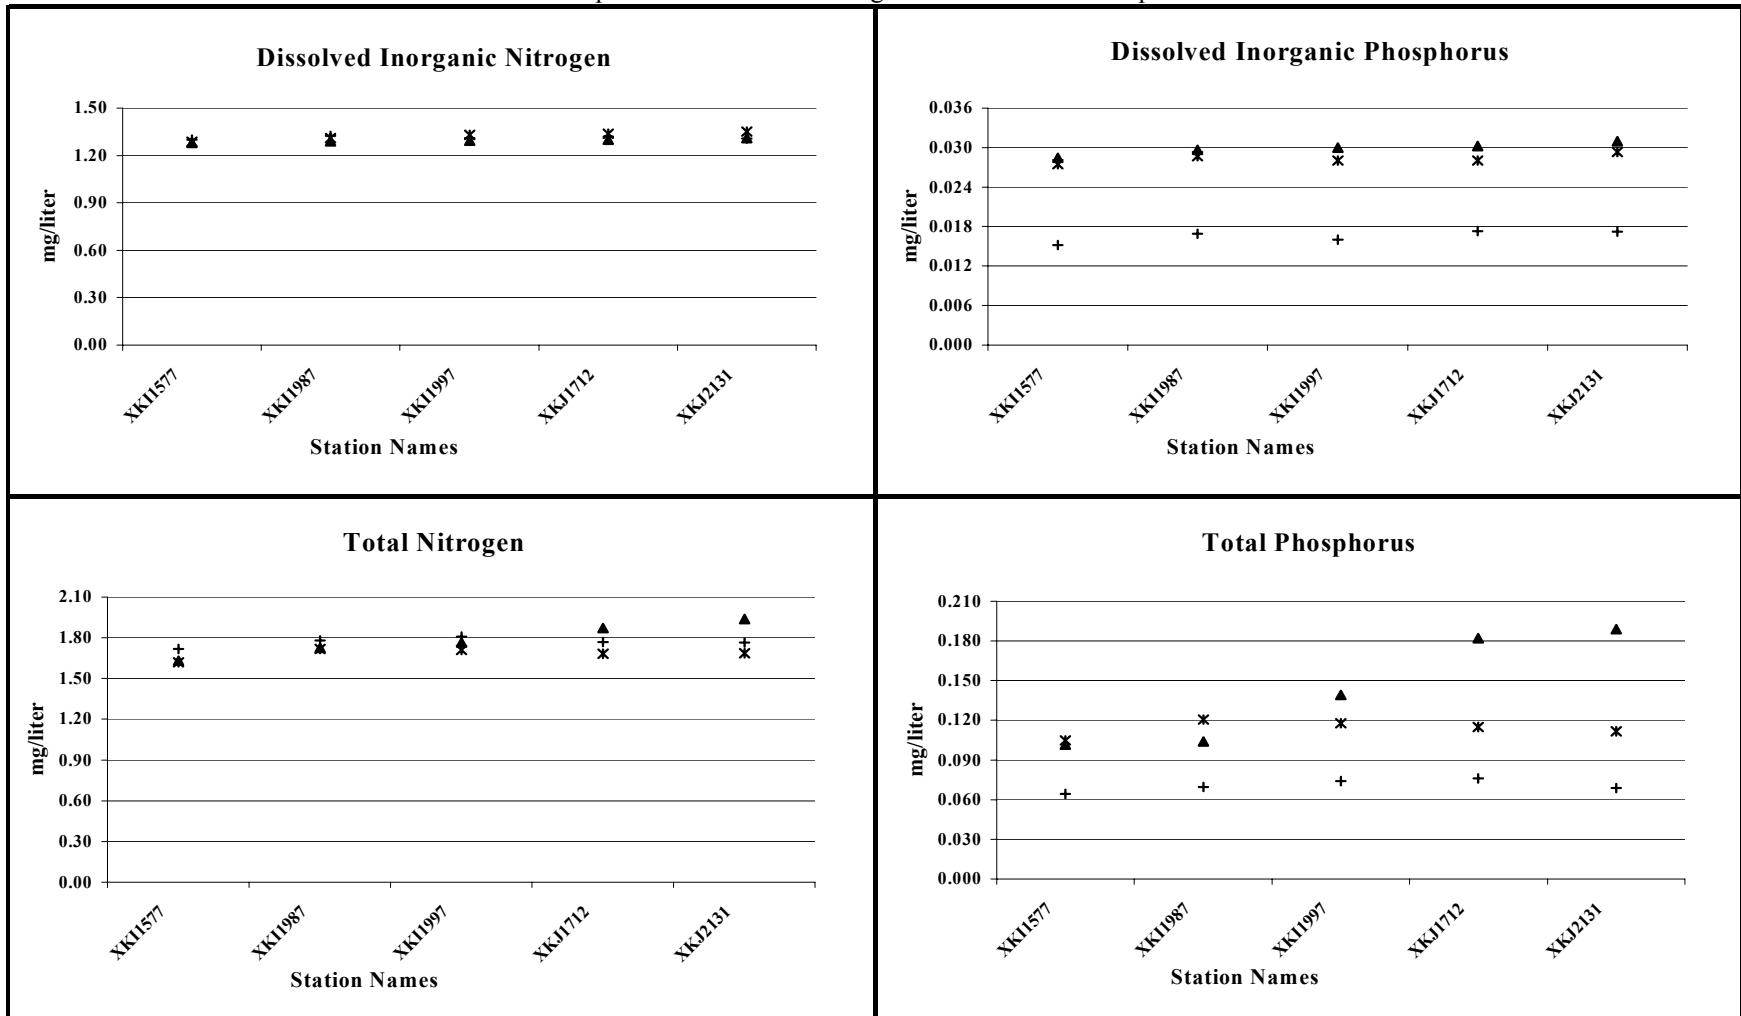 Dissolved Inorganic Nitrogen
1.50
1.20
0.90
0.60
0.30
0.00
mg/liter
XKI1577
XKI1987
XKI1997
XKJ1712
XKJ2131
Station Names
Dissolved Inorganic Phosphorus
0.036
0.030
0.024
0.018
0.012
0.006
0.000
mg/liter
XKI1577
XKI1987
XKI1997
XKJ1712
XKJ2131
Station Names
Total Nitrogen
2.10
1.80
1.50
1.20
0.90
0.60
0.30
0.00
mg/liter
XKI1577
XKI1987
XKI1997
XKJ1712
XKJ2131
Station Names
Total Phosphorus
0.210
0.180
0.150
0.120
0.090
0.060
0.030
0.000
mg/liter
XKI1577
XKI1987
XKI1997
XKJ1712
XKJ2131
Station Names